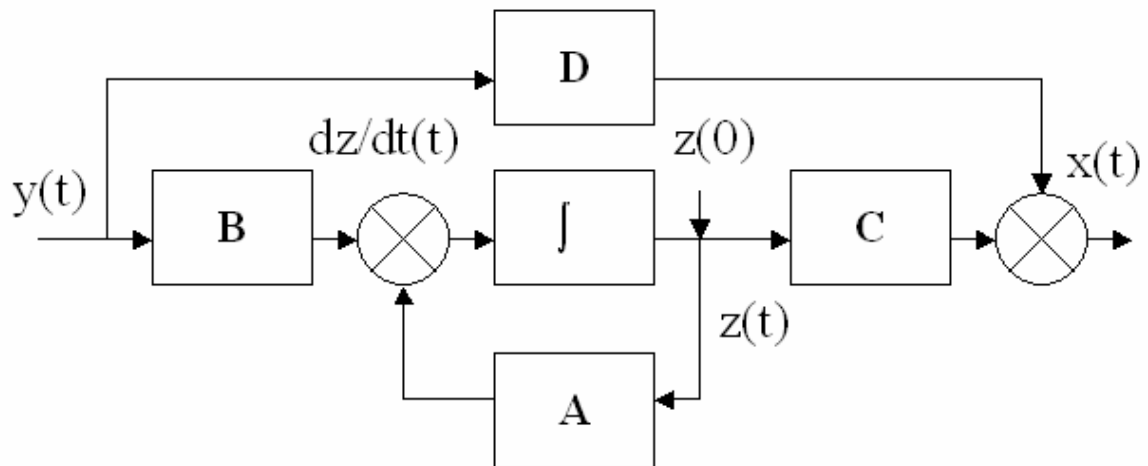 D
dz/dt(t)
z(0)
y(t)
x(t)
B
∫
C
z(t)
A